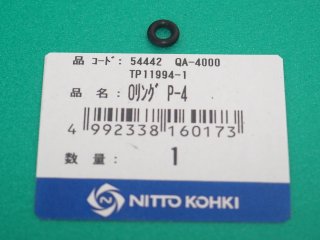 品 コード: 54442 QA-4000
TP11994-1
品 名: Oリング P-4
4 992338 160173
数 量: 1
NITTO KOHKI